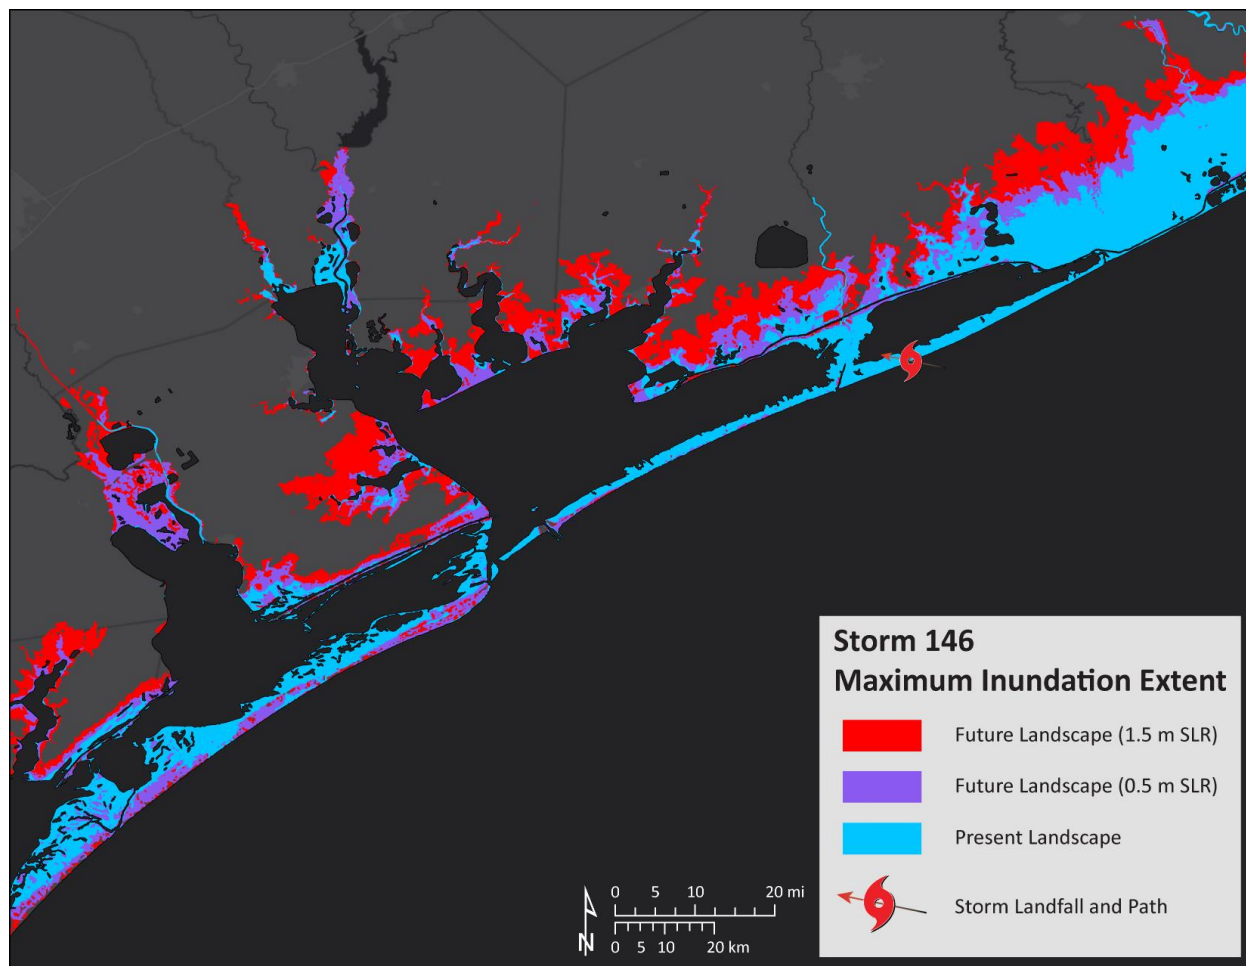 Storm 146
Maximum Inundation Extent
Future Landscape (1.5 m SLR)
Future Landscape (0.5 m SLR)
Present Landscape
Storm Landfall and Path
0 5 10 20 mi
0 5 10 20 km
N